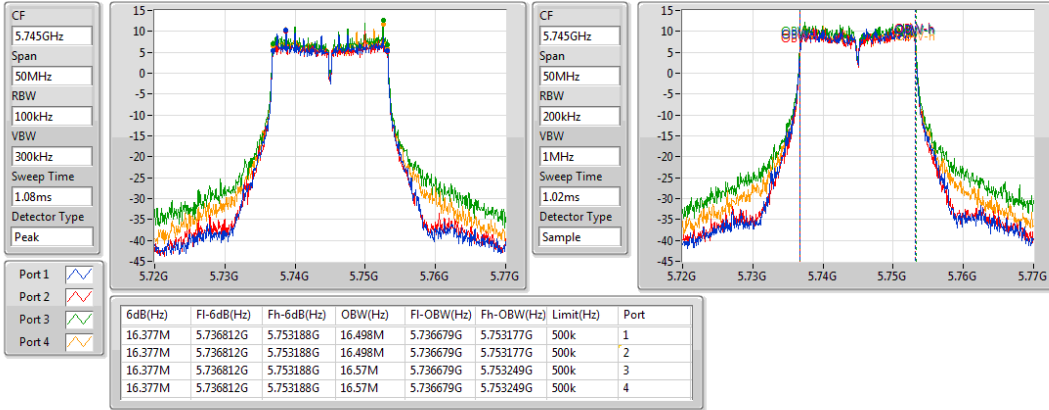 CF
5.745GHz
Span
50MHz
RBW
100kHz
VBW
300kHz
Sweep Time
1.08ms
Detector Type
Peak
15
10
5
0
-5
-10
-15
-20
-25
-30
-35
-40
-45
5.72G 5.73G 5.74G 5.75G 5.76G 5.77G
CF
5.745GHz
Span
50MHz
RBW
200kHz
VBW
1MHz
Sweep Time
1.02ms
Detector Type
Sample
15
10
5
0
-5
-10
-15
-20
-25
-30
-35
-40
-45
5.72G 5.73G 5.74G 5.75G 5.76G 5.77G
Port 1
Port 2
Port 3
Port 4
6dB(Hz) Fl-6dB(Hz) Fh-6dB(Hz) OBW(Hz) Fl-OBW(Hz) Fh-OBW(Hz) Limit(Hz) Port
16.377M 5.736812G 5.753188G 16.498M 5.736679G 5.753177G 500k 1
16.377M 5.736812G 5.753188G 16.498M 5.736679G 5.753177G 500k 2
16.377M 5.736812G 5.753188G 16.57M 5.736679G 5.753249G 500k 3
16.377M 5.736812G 5.753188G 16.57M 5.736679G 5.753249G 500k 4